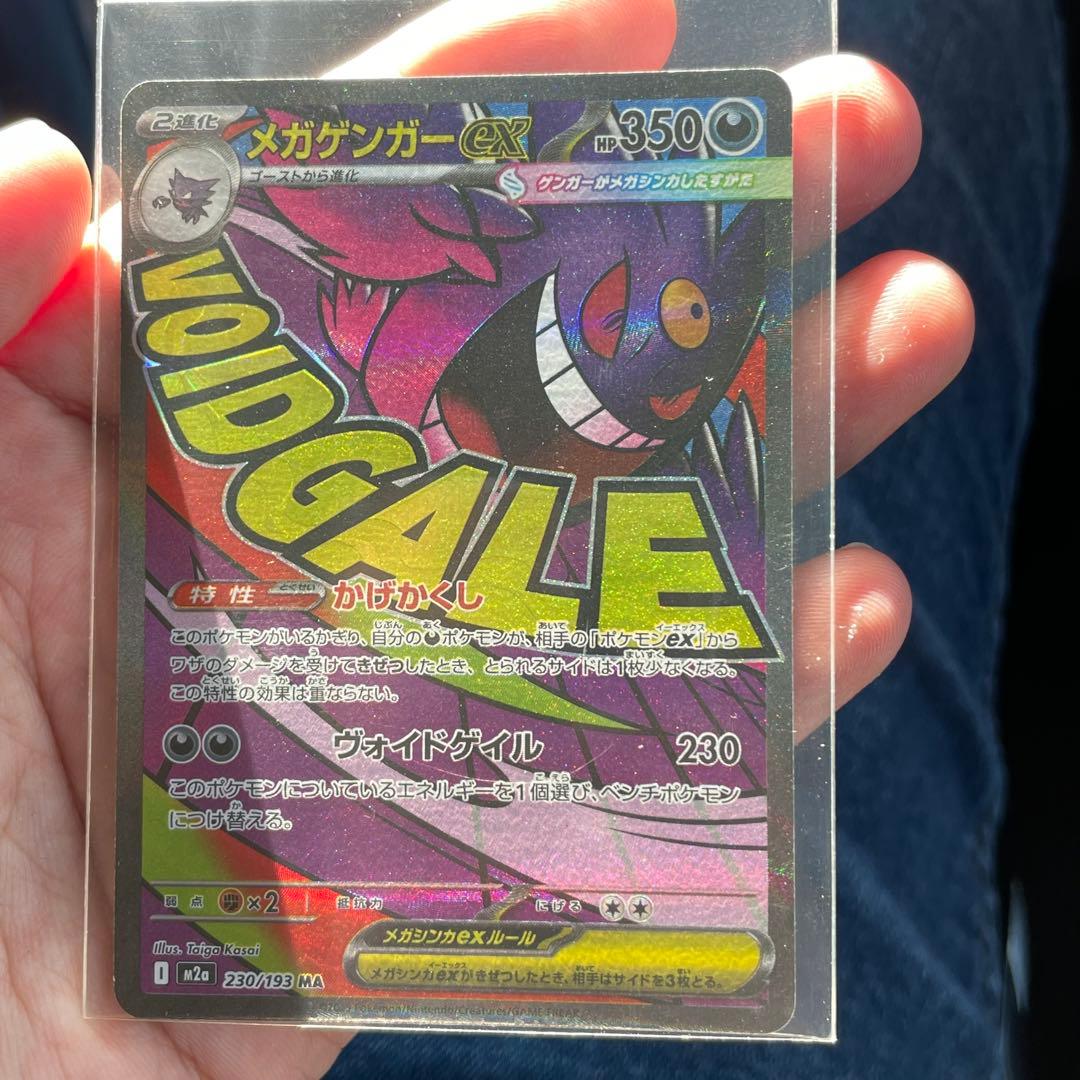 2進化
メガゲンガーex
HP350
ゴーストから進化
ゲンガーがメガシンカしたすがた
VOIDGALE
特性 とくせい
かげかくし
このポケモンがいるかぎり、自分のポケモンが、相手の「ポケモンex」から
ワザのダメージを受けてきぜつしたとき、とられるサイドは1枚少なくなる。
この特性の効果は重ならない。
ヴォイドゲイル 230
このポケモンについているエネルギーを1個選び、ベンチポケモン
につけ替える。
弱点 ×2 抵抗力 にげる
メガシンカexルール
メガシンカexがきぜつしたとき、相手はサイドを3枚とる。
Illus. Taiga Kasai
I m2a 230/193 MA
Pokémon/Nintendo/Creatures/GAME FREAK